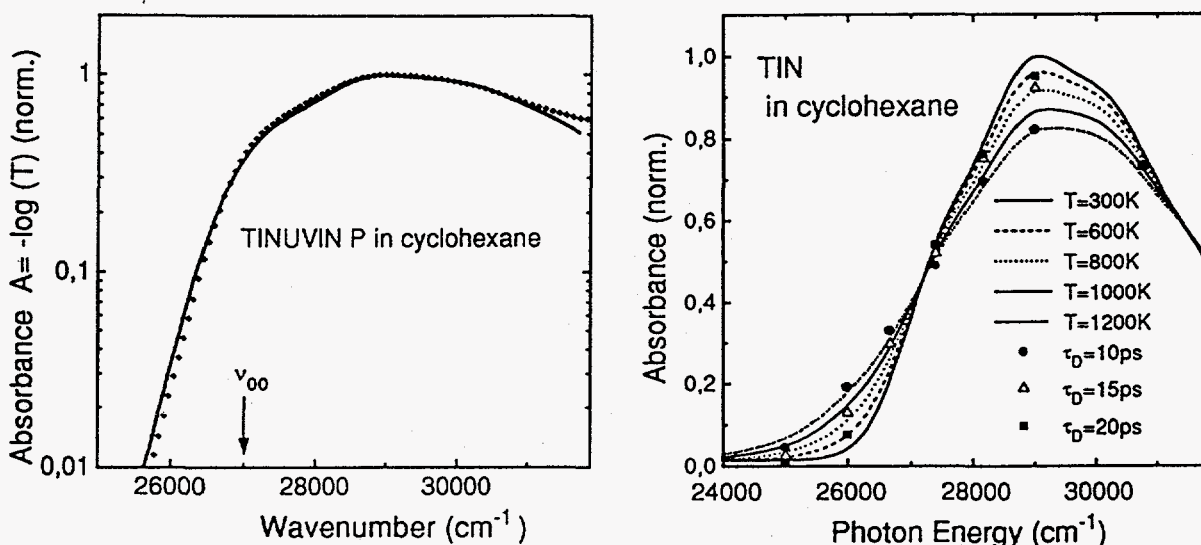 Absorbance A= -log (T) (norm.)
1
0,1
0,01
TINUVIN P in cyclohexane
ν₀₀
26000 28000 30000
Wavenumber (cm⁻¹)
Absorbance (norm.)
1,0
0,8
0,6
0,4
0,2
0,0
TIN
in cyclohexane
T=300K
T=600K
T=800K
T=1000K
T=1200K
τD=10ps
τD=15ps
τD=20ps
24000 26000 28000 30000
Photon Energy (cm⁻¹)